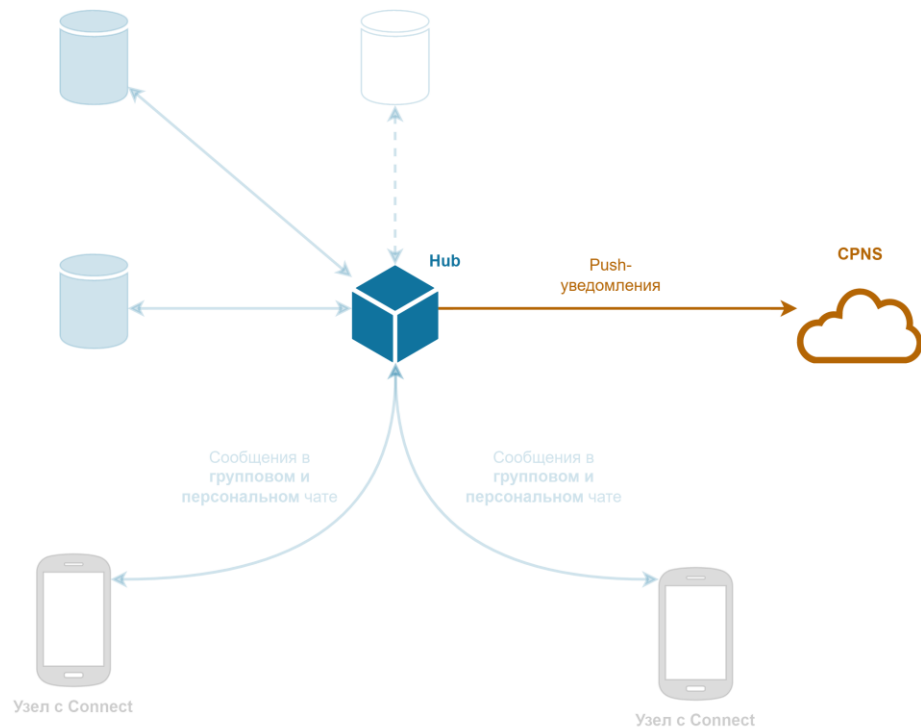 Hub
Push-
уведомления
CPNS
Сообщения в
групповом и
персональном чате
Сообщения в
групповом и
персональном чате
Узел с Connect
Узел с Connect